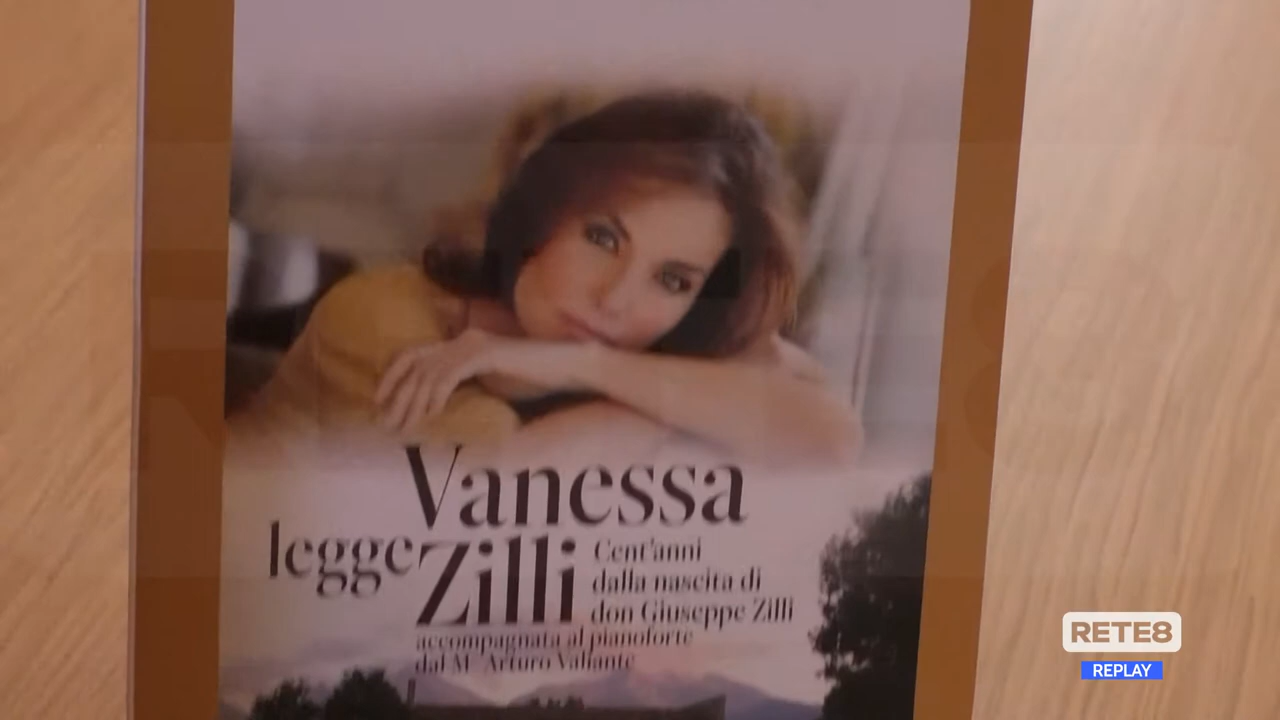 Vanessa
legge Zilli
Cent'anni
dalla nascita di
don Giuseppe Zilli
accompagnata al pianoforte
dal M° Arturo Valiante
RETE8
REPLAY